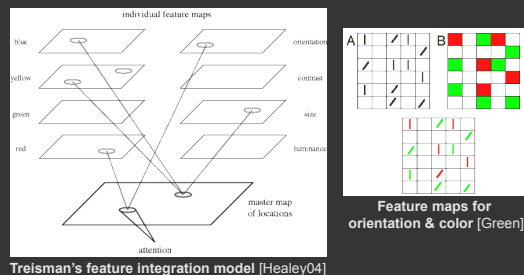 individual feature maps
blue
orientation
yellow
contrast
green
size
red
luminance
master map
of locations
attention
Treisman's feature integration model [Healey04]
A
B
Feature maps for
orientation & color [Green]